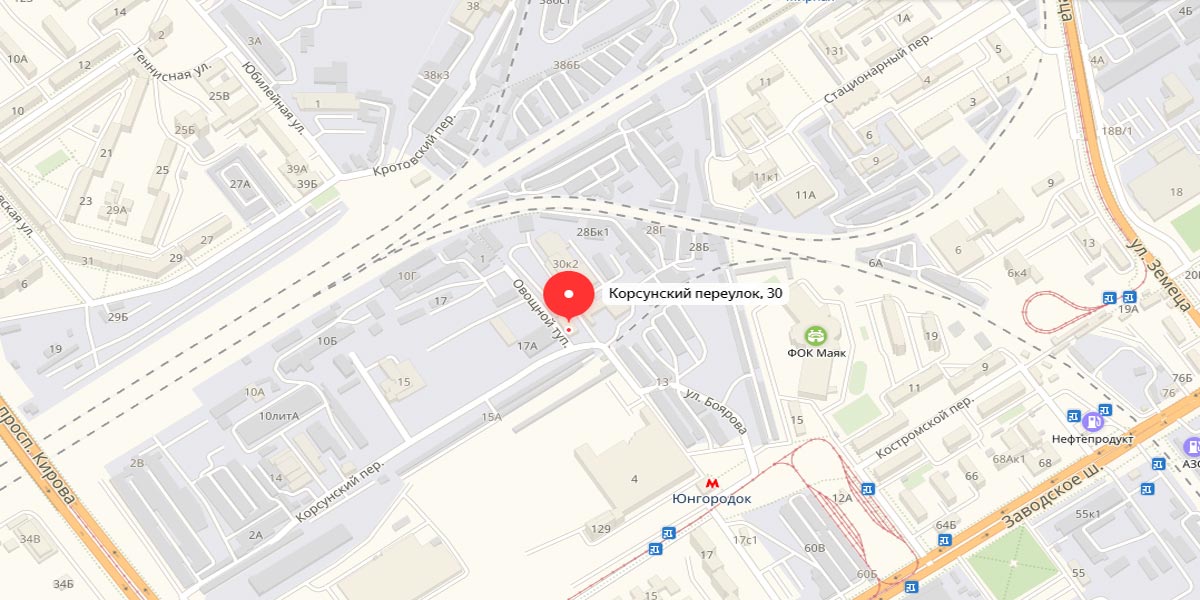 38
386с1
Мирная
4Б
10А
12
2
3А
1А
131
Стационарный пер.
5
4А
Теннисная ул.
38к3
386Б
11
4
1
10
25В
Юбилейная ул.
1
3
18В/1
25Б
Кротовский пер.
6
21
25
39А
9
27А
39Б
11к1
11А
9
18
23
29А
27
28Бк1
28Г
28Б
6
13
ул. Земеца
31
29
1
30к2
6А
6к4
6
10Г
17
Овощной туп.
Корсунский переулок, 30
19А
29Б
19
10Б
17А
19
ФОК Маяк
10А
15
13
11
9
76Б
76
ул. Боярова
просп. Кирова
10литА
15А
15
Костромской пер.
Нефтепродукт
2В
14
Корсунский пер.
4
Юнгородок
66
68Ак1
68
АЗС
12А
Заводское ш.
2А
129
64Б
55к1
34В
17
17с1
60В
34Б
60Б
55